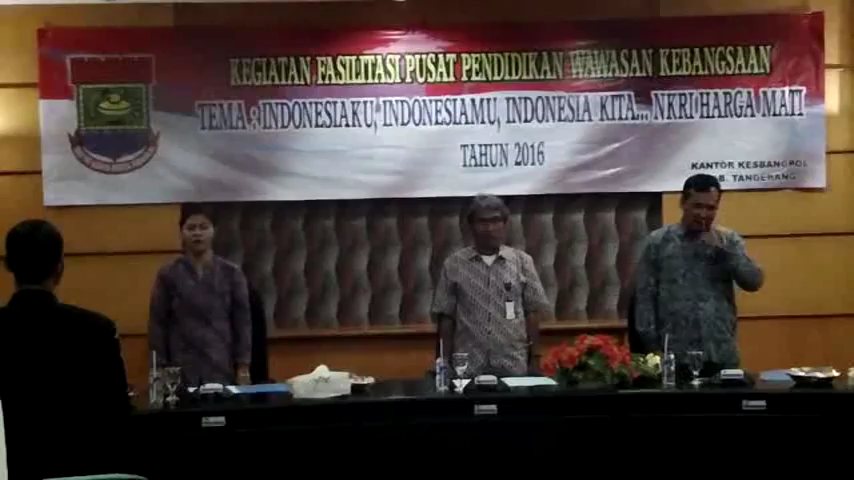 KEGIATAN FASILITASI PUSAT PENDIDIKAN WAWASAN KEBANGSAAN
TEMA : INDONESIAKU, INDONESIAMU, INDONESIA KITA... NKRI HARGA MATI
TAHUN 2016
KANTOR KESBANGPOL
TANGERANG